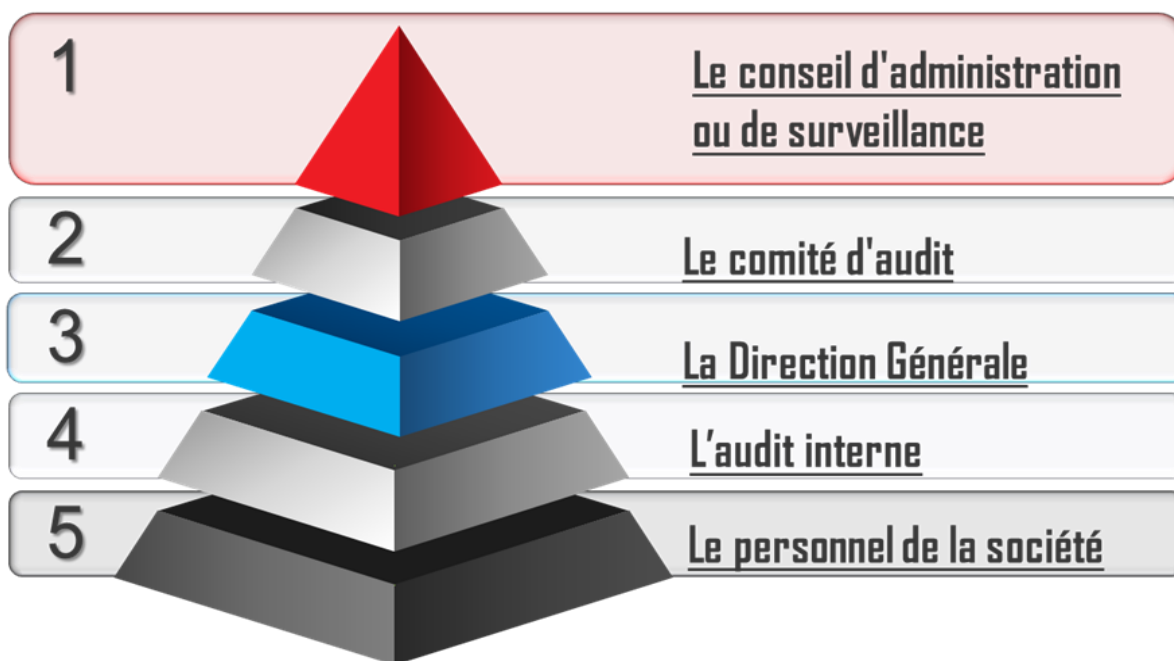 1
Le conseil d'administration
ou de surveillance
2
Le comité d'audit
3
La Direction Générale
4
L’audit interne
5
Le personnel de la société